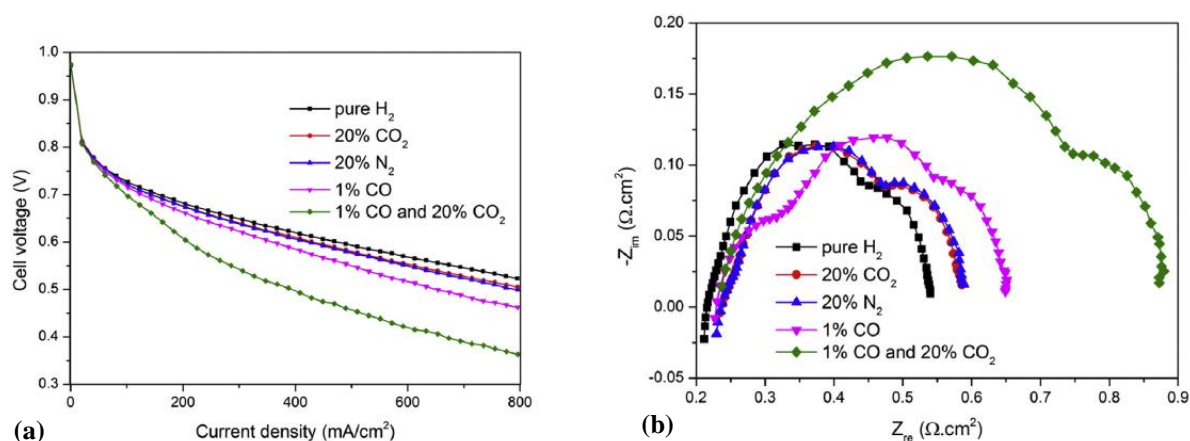 1.0
0.9
0.8
0.7
0.6
0.5
0.4
0.3
Cell voltage (V)
pure H₂
20% CO₂
20% N₂
1% CO
1% CO and 20% CO₂
0
200
400
600
800
Current density (mA/cm²)
(a)
0.20
0.15
0.10
0.05
0.00
-0.05
-Zim (Ω.cm²)
pure H₂
20% CO₂
20% N₂
1% CO
1% CO and 20% CO₂
0.2
0.3
0.4
0.5
0.6
0.7
0.8
0.9
Zre (Ω.cm²)
(b)